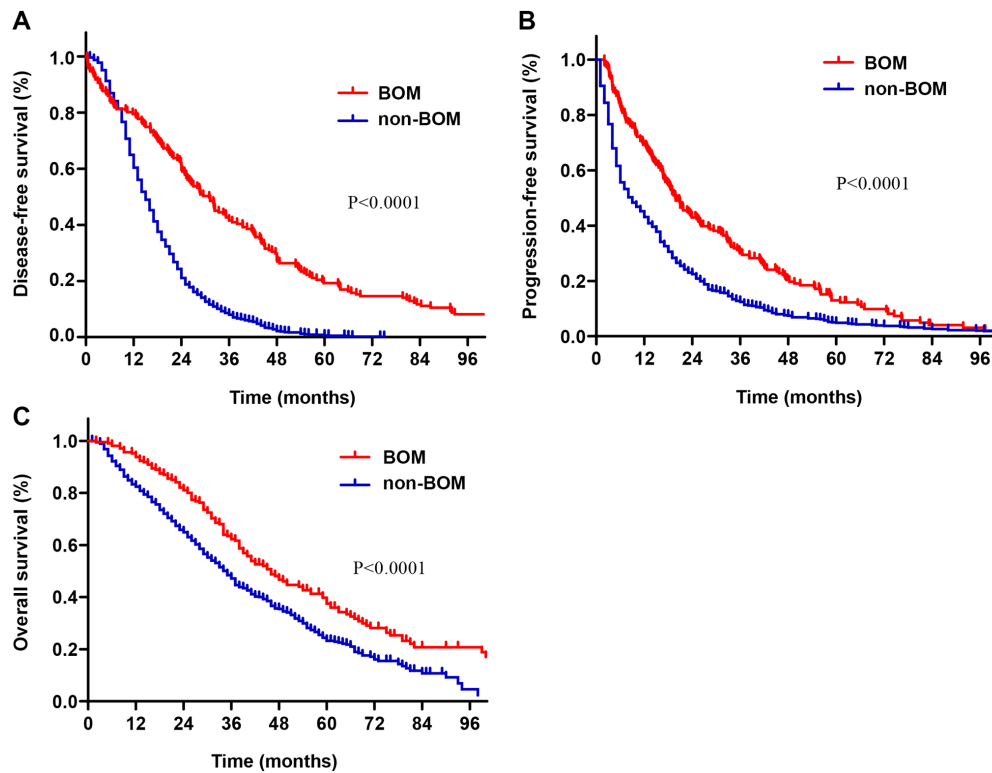 A
Disease-free survival (%)
1.0
0.8
0.6
0.4
0.2
0.0
BOM
non-BOM
P<0.0001
0 12 24 36 48 60 72 84 96
Time (months)
B
Progression-free survival (%)
1.0
0.8
0.6
0.4
0.2
0.0
BOM
non-BOM
P<0.0001
0 12 24 36 48 60 72 84 96
Time (months)
C
Overall survival (%)
1.0
0.8
0.6
0.4
0.2
0.0
BOM
non-BOM
P<0.0001
0 12 24 36 48 60 72 84 96
Time (months)